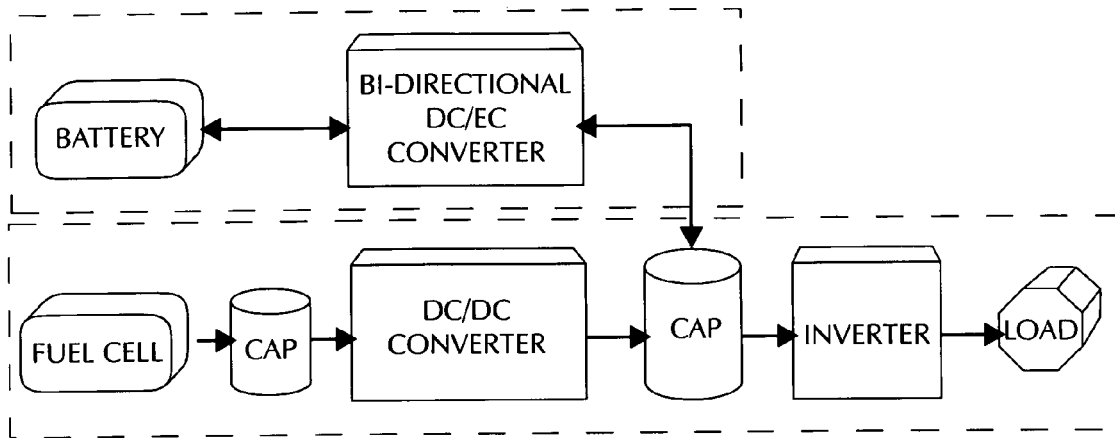 BATTERY
BI-DIRECTIONAL
DC/EC
CONVERTER
FUEL CELL
CAP
DC/DC
CONVERTER
CAP
INVERTER
LOAD